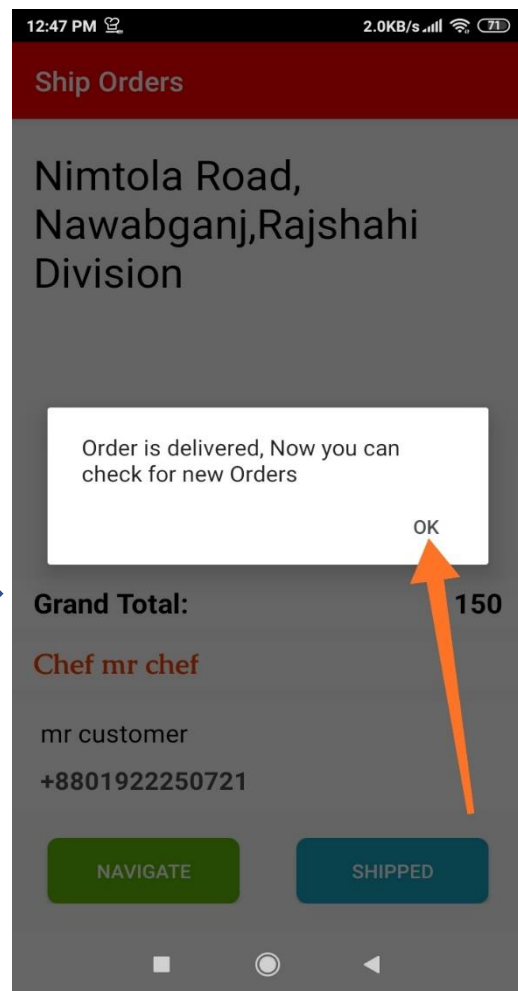 12:47 PM 2.0KB/s 71
Ship Orders
Nimtola Road,
Nawabganj,Rajshahi
Division
Order is delivered, Now you can
check for new Orders
OK
Grand Total: 150
Chef mr chef
mr customer
+8801922250721
NAVIGATE SHIPPED